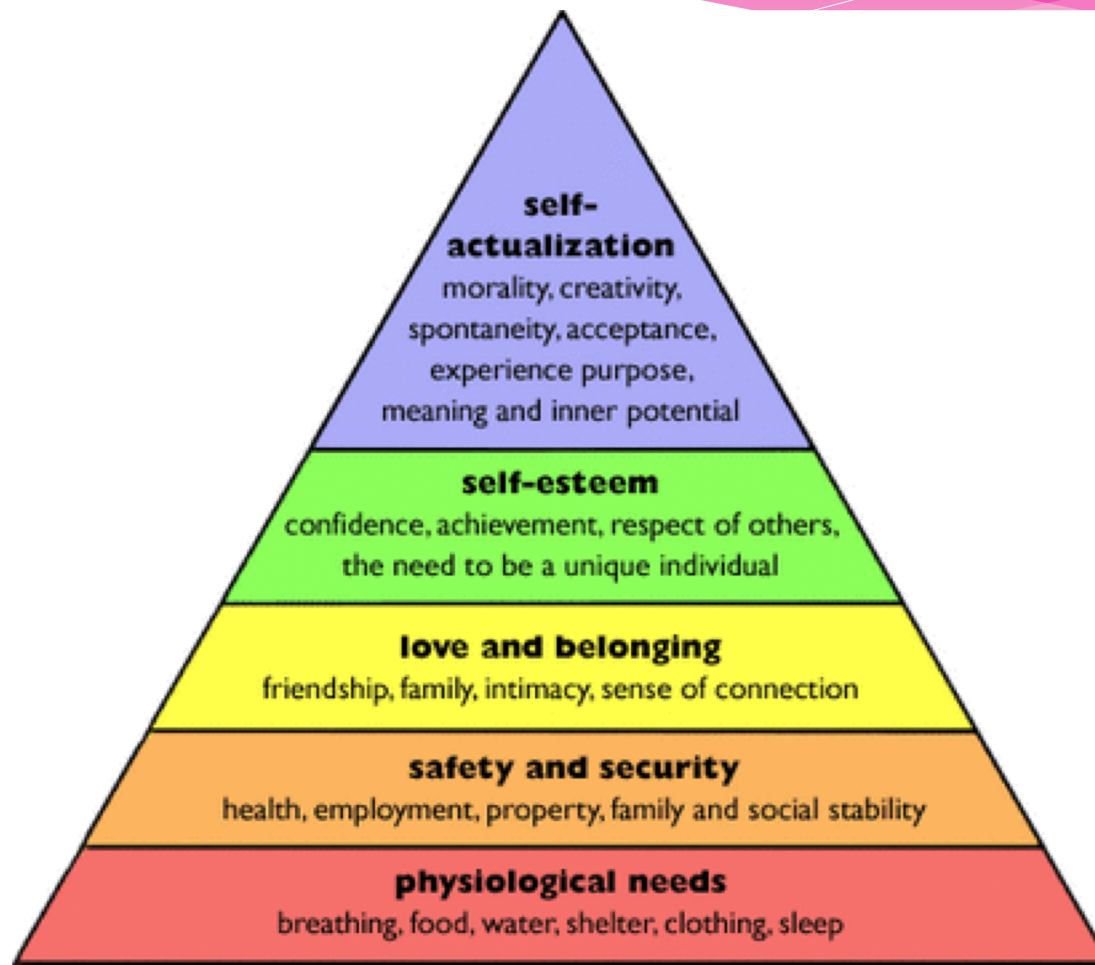 self-
actualization
morality, creativity,
spontaneity, acceptance,
experience purpose,
meaning and inner potential
self-esteem
confidence, achievement, respect of others,
the need to be a unique individual
love and belonging
friendship, family, intimacy, sense of connection
safety and security
health, employment, property, family and social stability
physiological needs
breathing, food, water, shelter, clothing, sleep